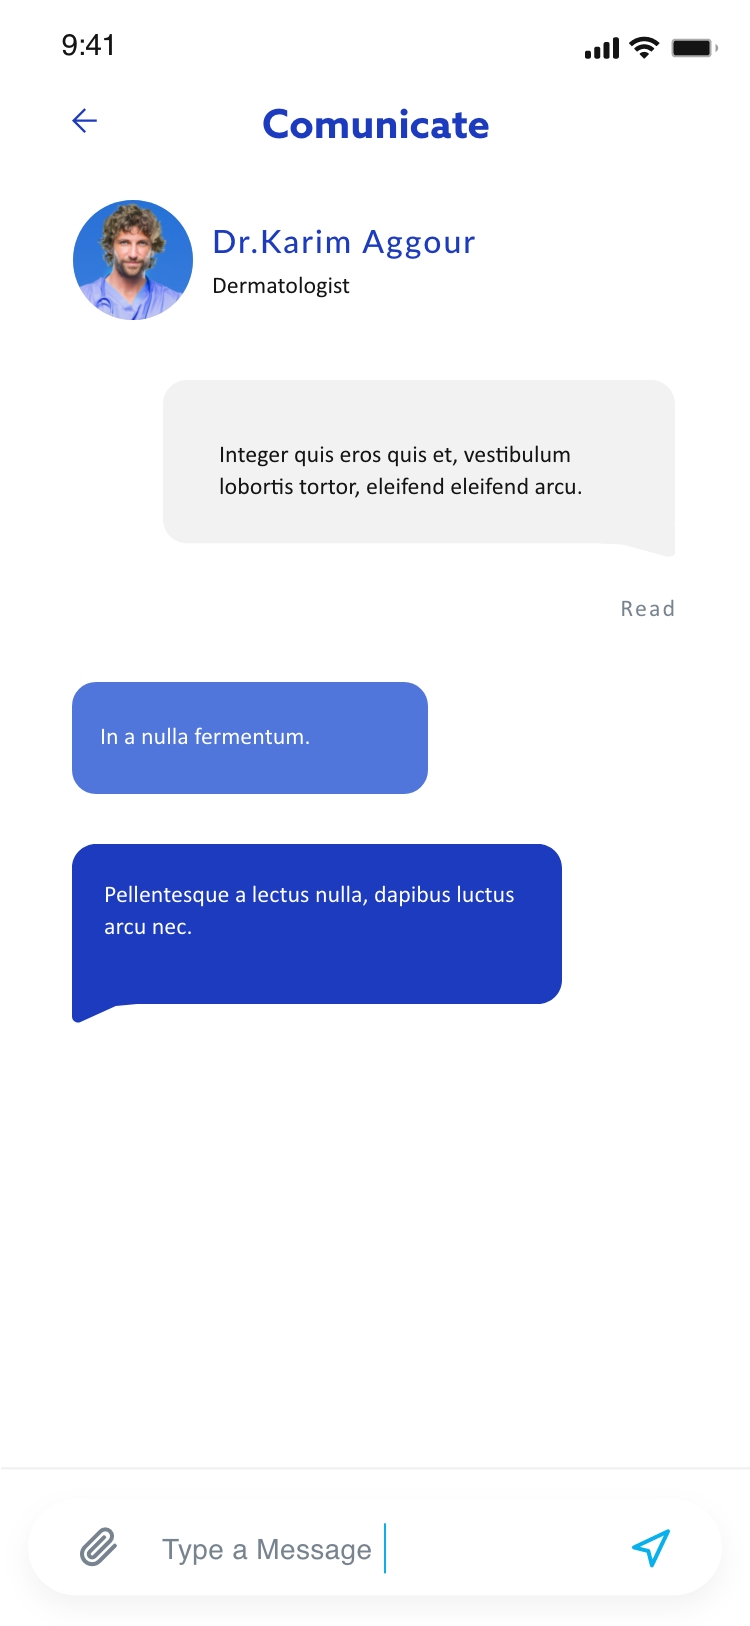 9:41
Comunicate
Dr.Karim Aggour
Dermatologist
Integer quis eros quis et, vestibulum
lobortis tortor, eleifend eleifend arcu.
Read
In a nulla fermentum.
Pellentesque a lectus nulla, dapibus luctus
arcu nec.
Type a Message